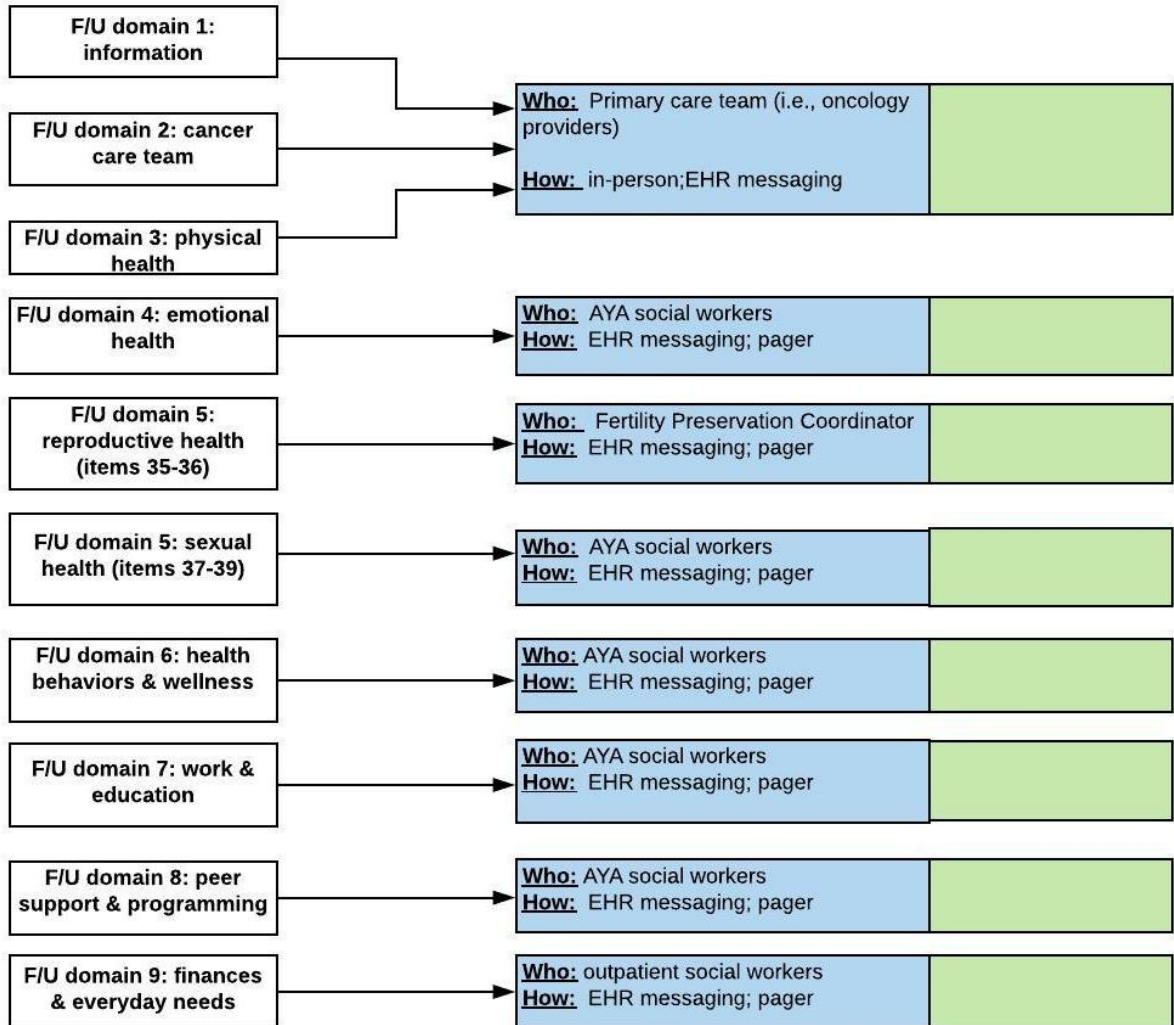 F/U domain 1:
information
Who: Primary care team (i.e., oncology
providers)
How: in-person;EHR messaging
F/U domain 2: cancer
care team
F/U domain 3: physical
health
F/U domain 4: emotional
health
Who: AYA social workers
How: EHR messaging; pager
F/U domain 5:
reproductive health
(items 35-36)
Who: Fertility Preservation Coordinator
How: EHR messaging; pager
F/U domain 5: sexual
health (items 37-39)
Who: AYA social workers
How: EHR messaging; pager
F/U domain 6: health
behaviors & wellness
Who: AYA social workers
How: EHR messaging; pager
F/U domain 7: work &
education
Who: AYA social workers
How: EHR messaging; pager
F/U domain 8: peer
support & programming
Who: AYA social workers
How: EHR messaging; pager
F/U domain 9: finances
& everyday needs
Who: outpatient social workers
How: EHR messaging; pager